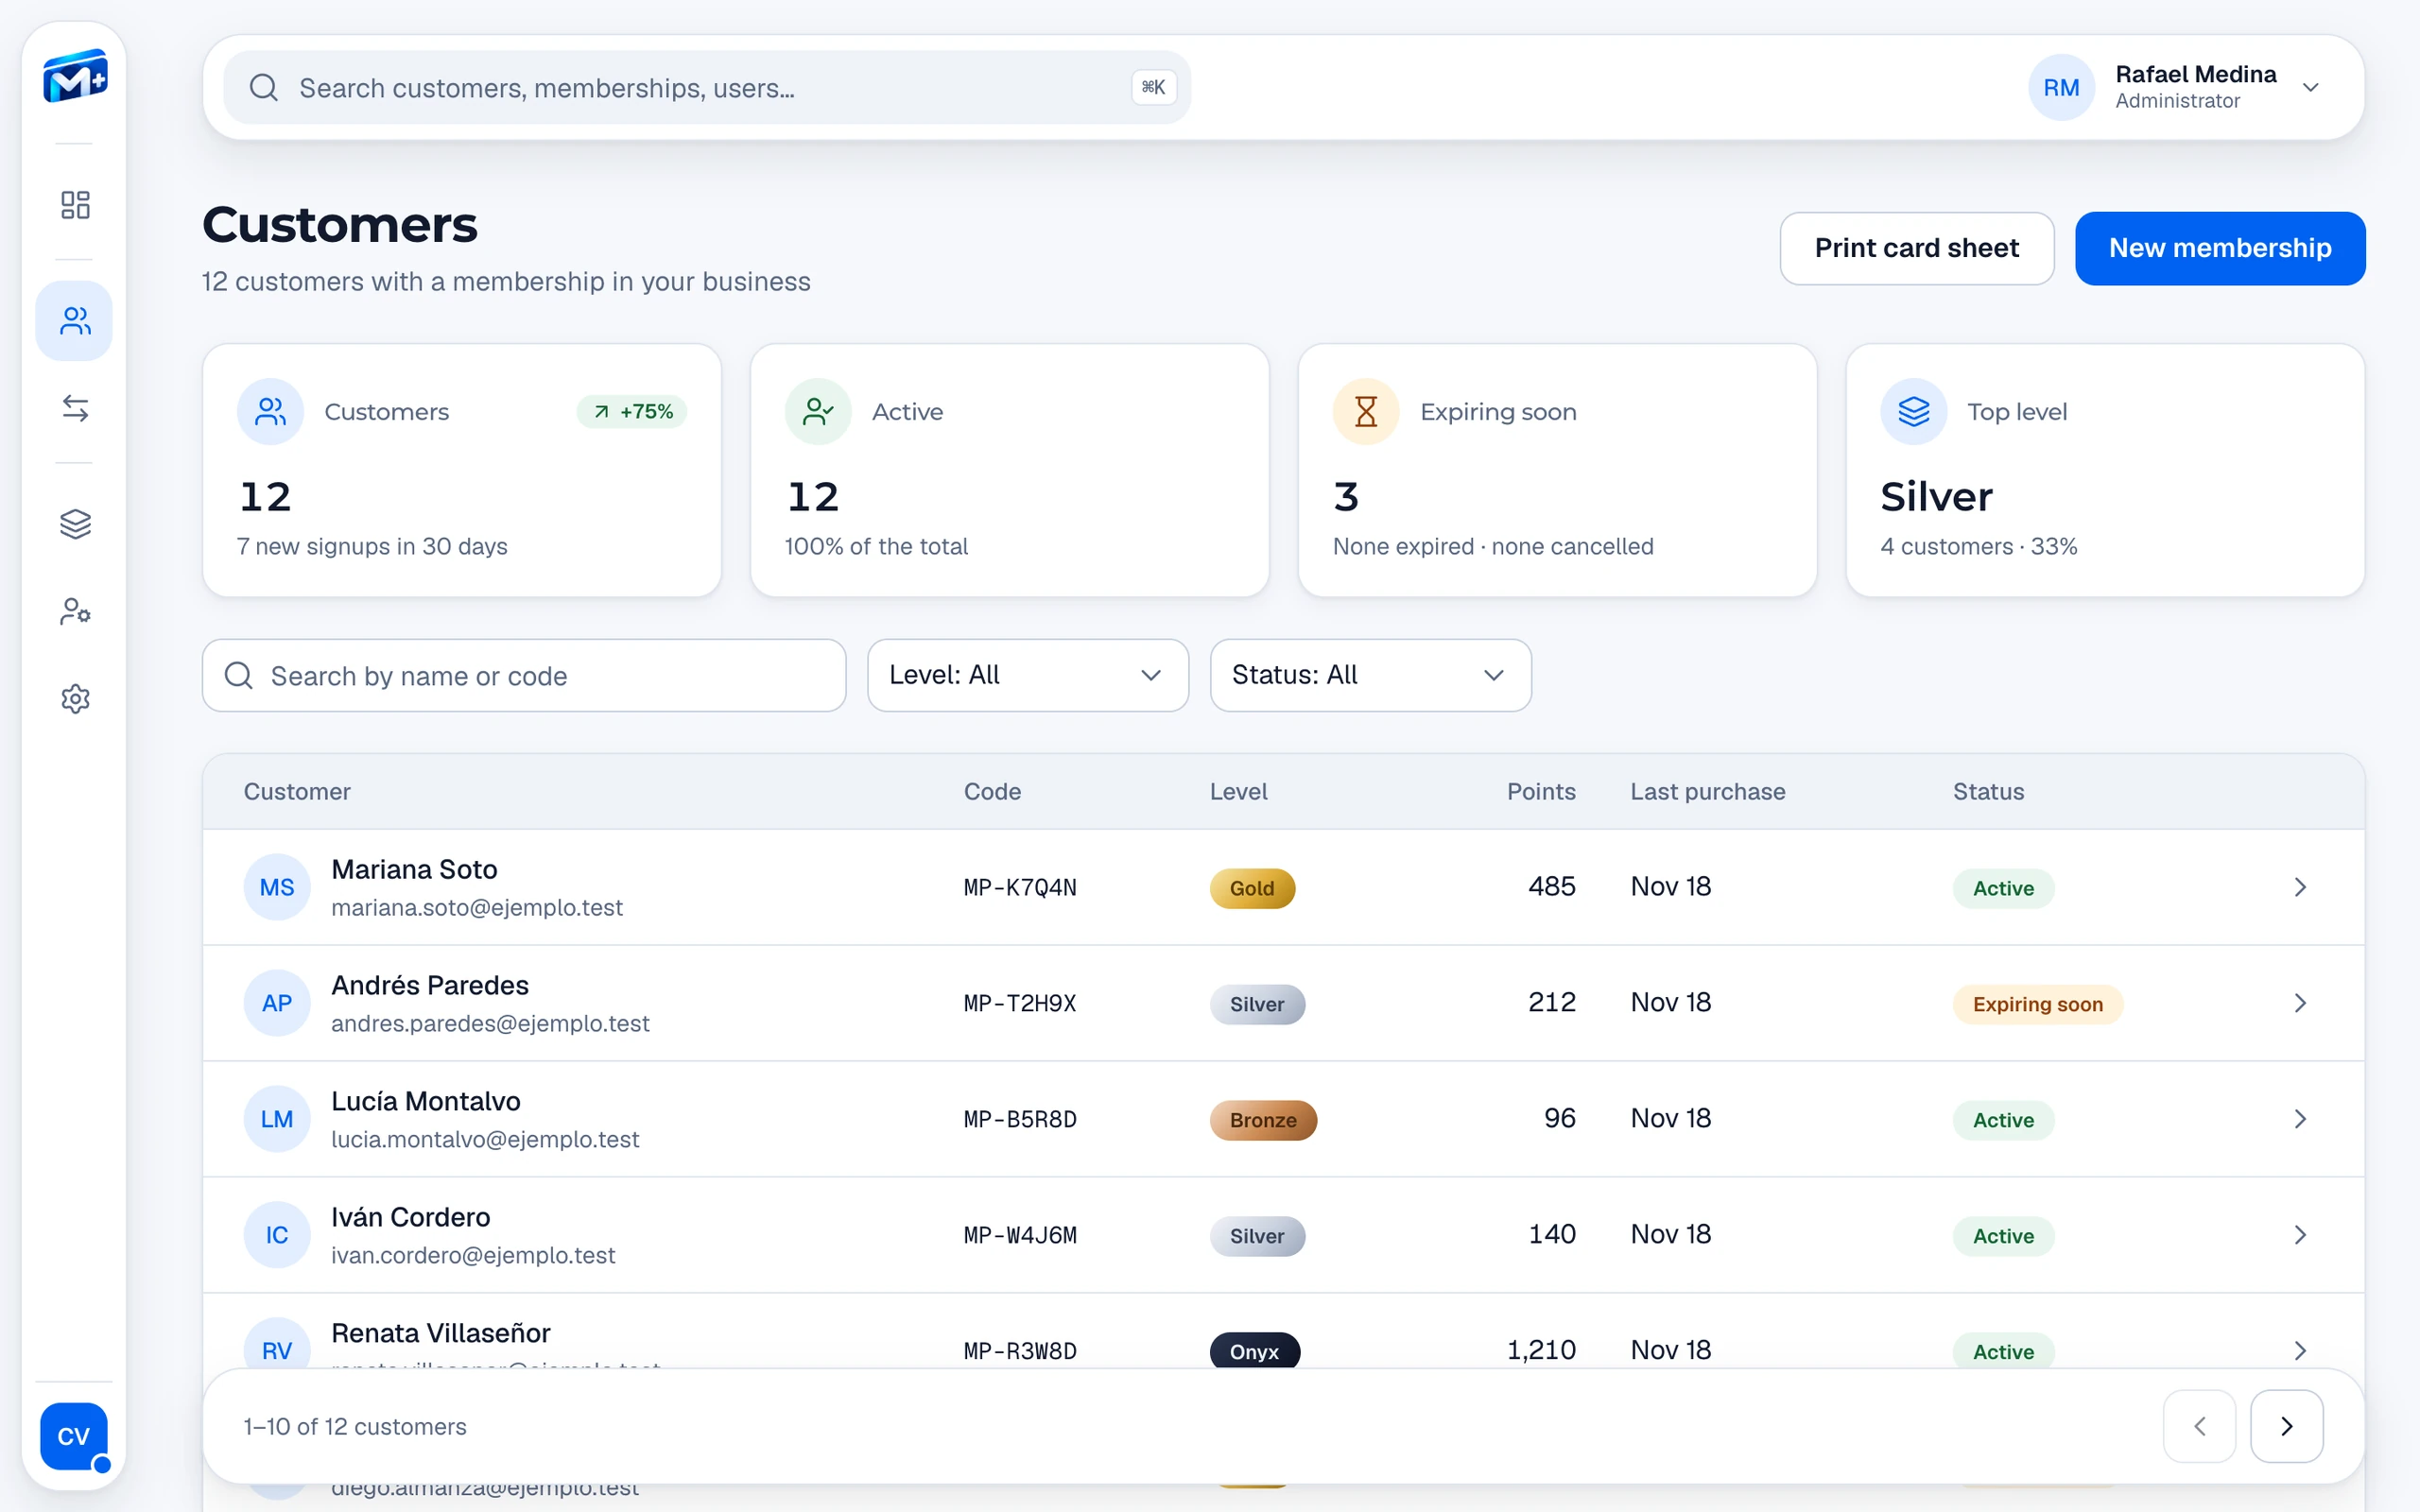 M+
Search customers, memberships, users...
⌘K
RM
Rafael Medina
Administrator
Customers
12 customers with a membership in your business
Print card sheet
New membership
Customers
+75%
12
7 new signups in 30 days
Active
12
100% of the total
Expiring soon
3
None expired · none cancelled
Top level
Silver
4 customers · 33%
Search by name or code
Level: All
Status: All
Customer Code Level Points Last purchase Status
MS Mariana Soto MP-K7Q4N Gold 485 Nov 18 Active
mariana.soto@ejemplo.test
AP Andrés Paredes MP-T2H9X Silver 212 Nov 18 Expiring soon
andres.paredes@ejemplo.test
LM Lucía Montalvo MP-B5R8D Bronze 96 Nov 18 Active
lucia.montalvo@ejemplo.test
IC Iván Cordero MP-W4J6M Silver 140 Nov 18 Active
ivan.cordero@ejemplo.test
RV Renata Villaseñor MP-R3W8D Onyx 1,210 Nov 18 Active
1–10 of 12 customers
diego.almanza@ejemplo.test
CV